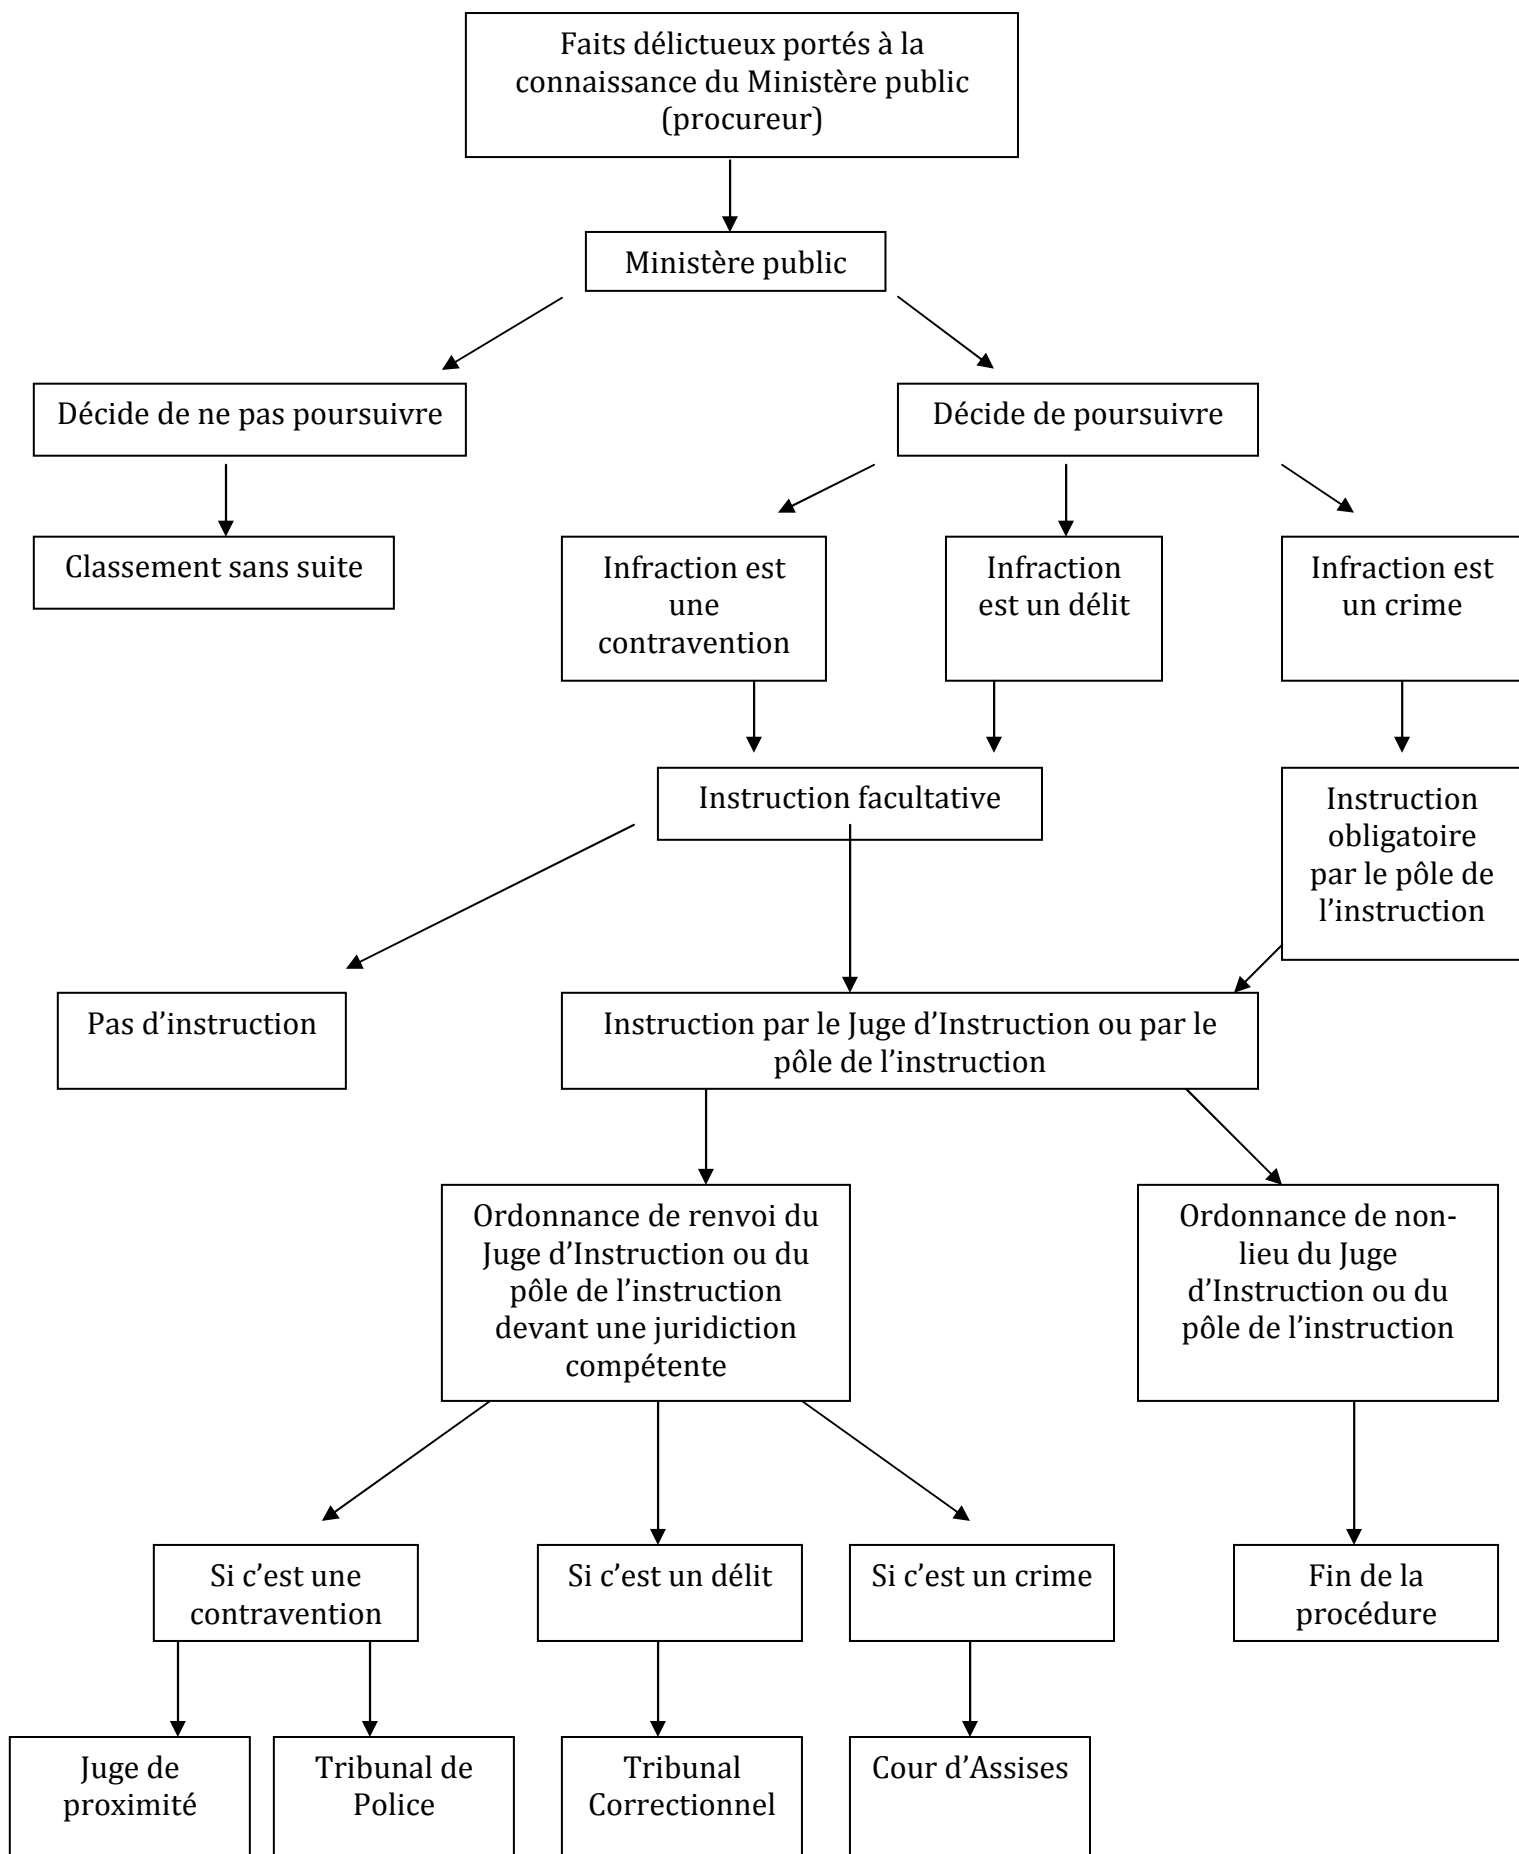 Faits délictueux portés à la
connaissance du Ministère public
(procureur)
Ministère public
Décide de ne pas poursuivre
Décide de poursuivre
Classement sans suite
Infraction est
une
contravention
Infraction
est un délit
Infraction est
un crime
Instruction facultative
Instruction
obligatoire
par le pôle de
l’instruction
Pas d’instruction
Instruction par le Juge d’Instruction ou par le
pôle de l’instruction
Ordonnance de renvoi du
Juge d’Instruction ou du
pôle de l’instruction
devant une juridiction
compétente
Ordonnance de non-
lieu du Juge
d’Instruction ou du
pôle de l’instruction
Si c’est une
contravention
Si c’est un délit
Si c’est un crime
Fin de la
procédure
Juge de
proximité
Tribunal de
Police
Tribunal
Correctionnel
Cour d’Assises